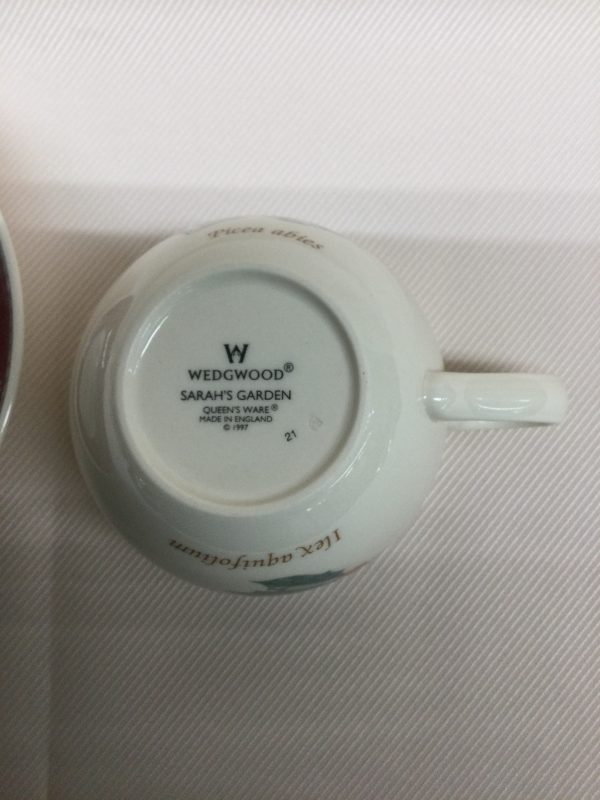 Picea abies
W
WEDGWOOD®
SARAH'S GARDEN
QUEEN'S WARE®
MADE IN ENGLAND
© 1997
21
Ilex aquifolium